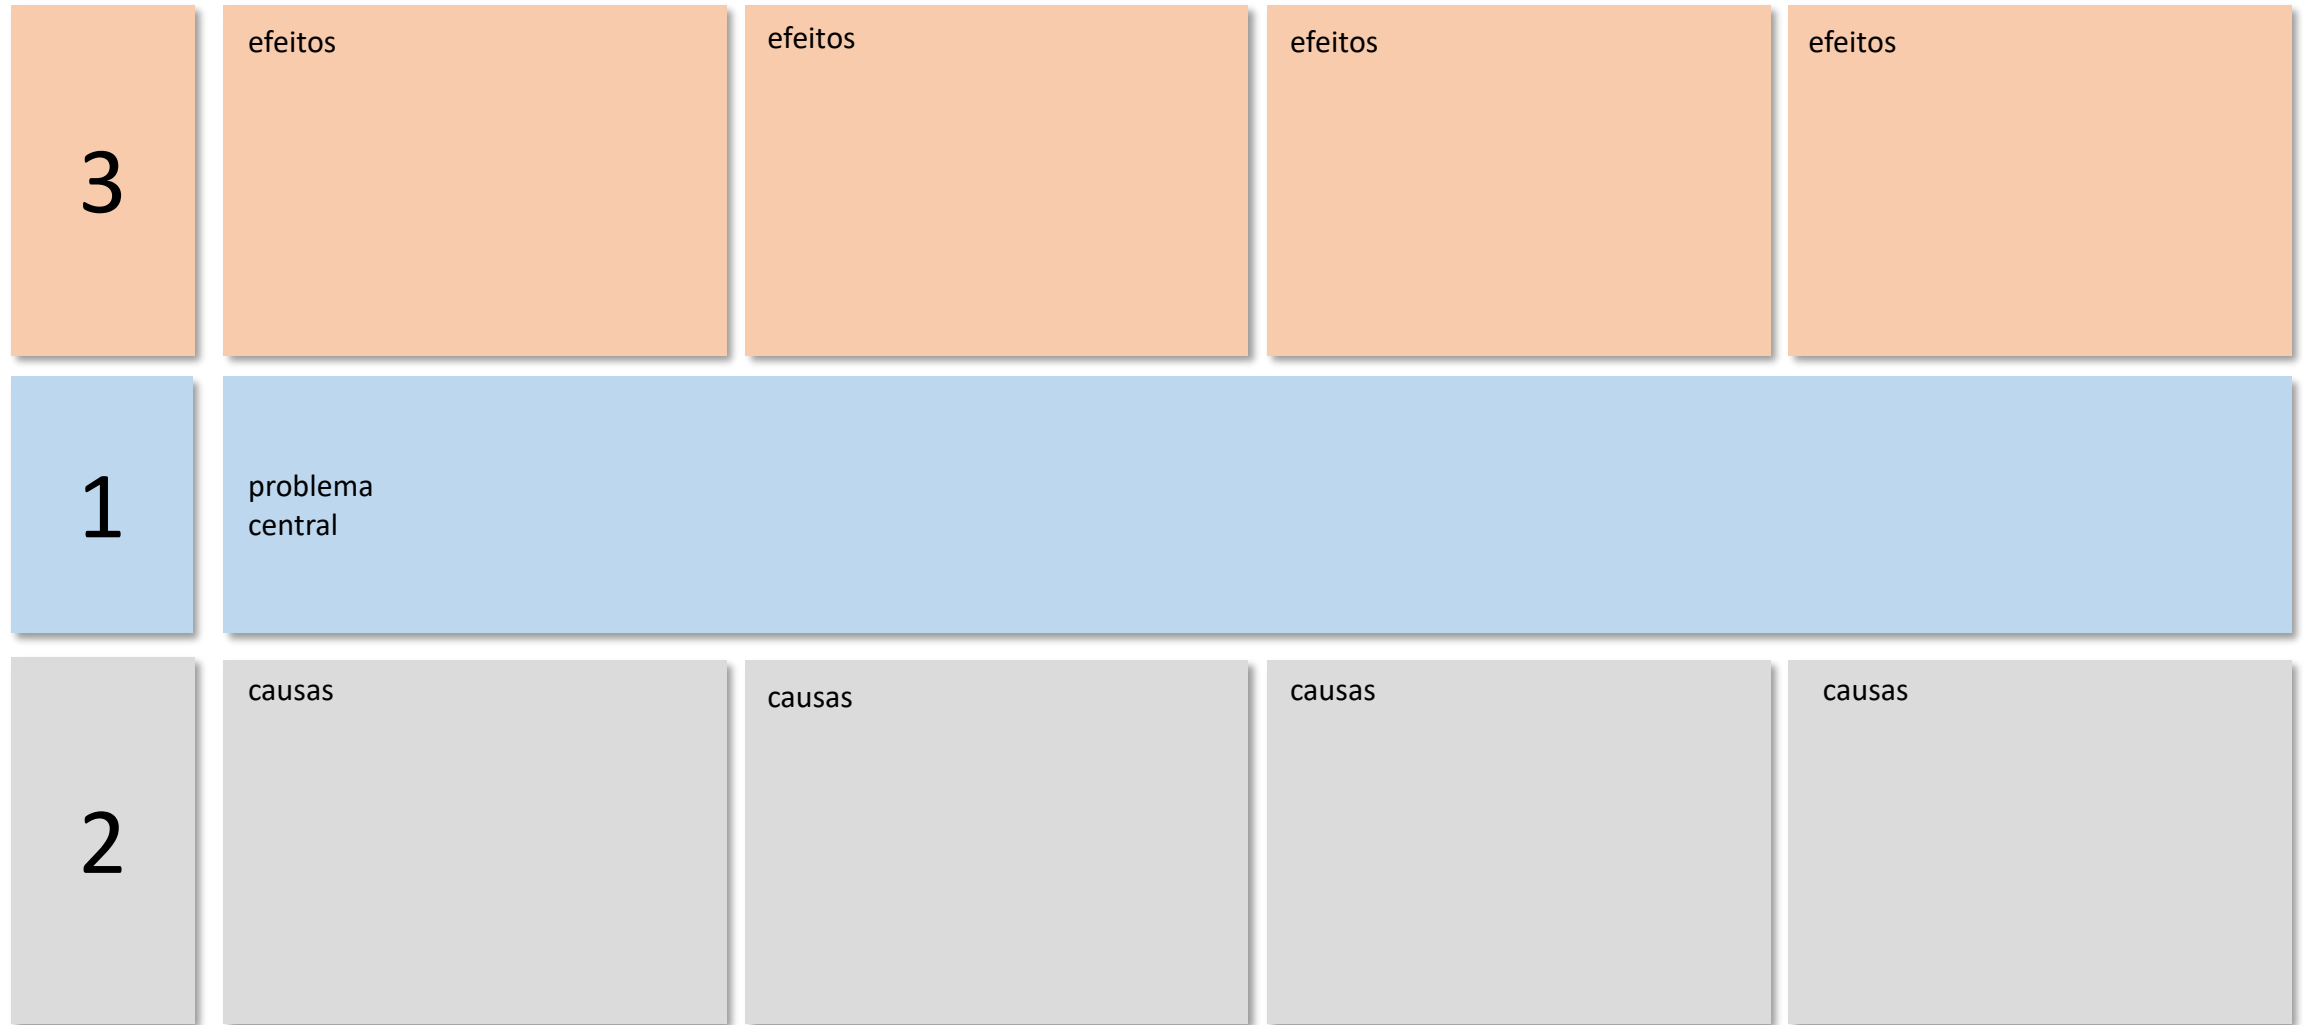 3
efeitos
efeitos
efeitos
efeitos
1
problema
central
2
causas
causas
causas
causas